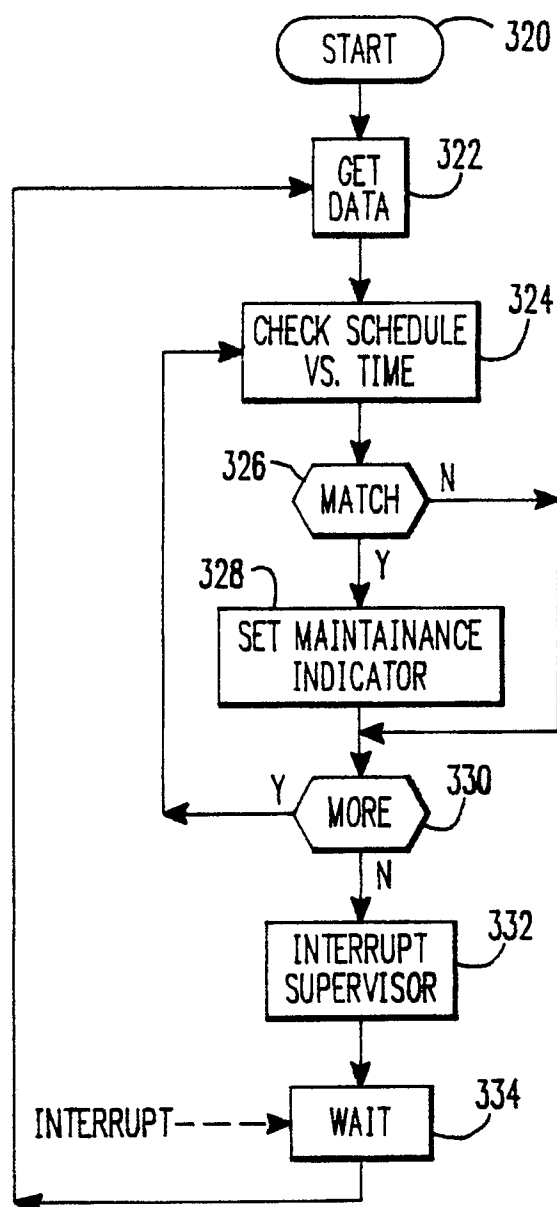 START
320
GET
DATA
322
CHECK SCHEDULE
VS. TIME
324
326
MATCH
N
Y
328
SET MAINTAINANCE
INDICATOR
Y
MORE
330
N
INTERRUPT
SUPERVISOR
332
INTERRUPT
WAIT
334